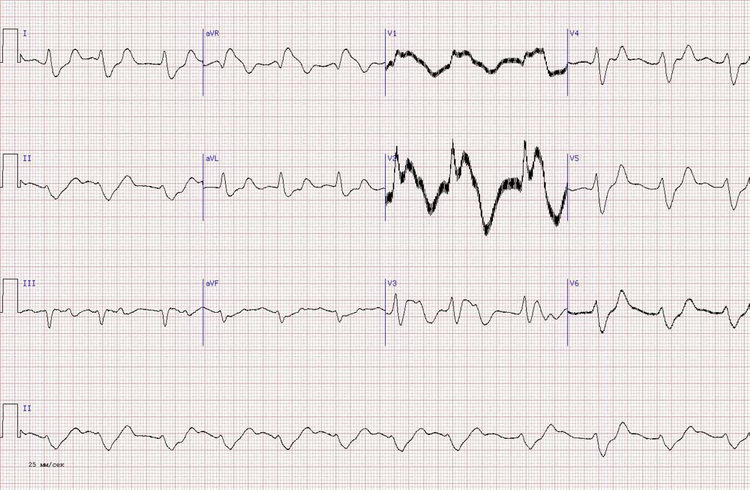 I aVR V1 V4
II aVL V2 V5
III aVF V3 V6
II
25 мм/сек